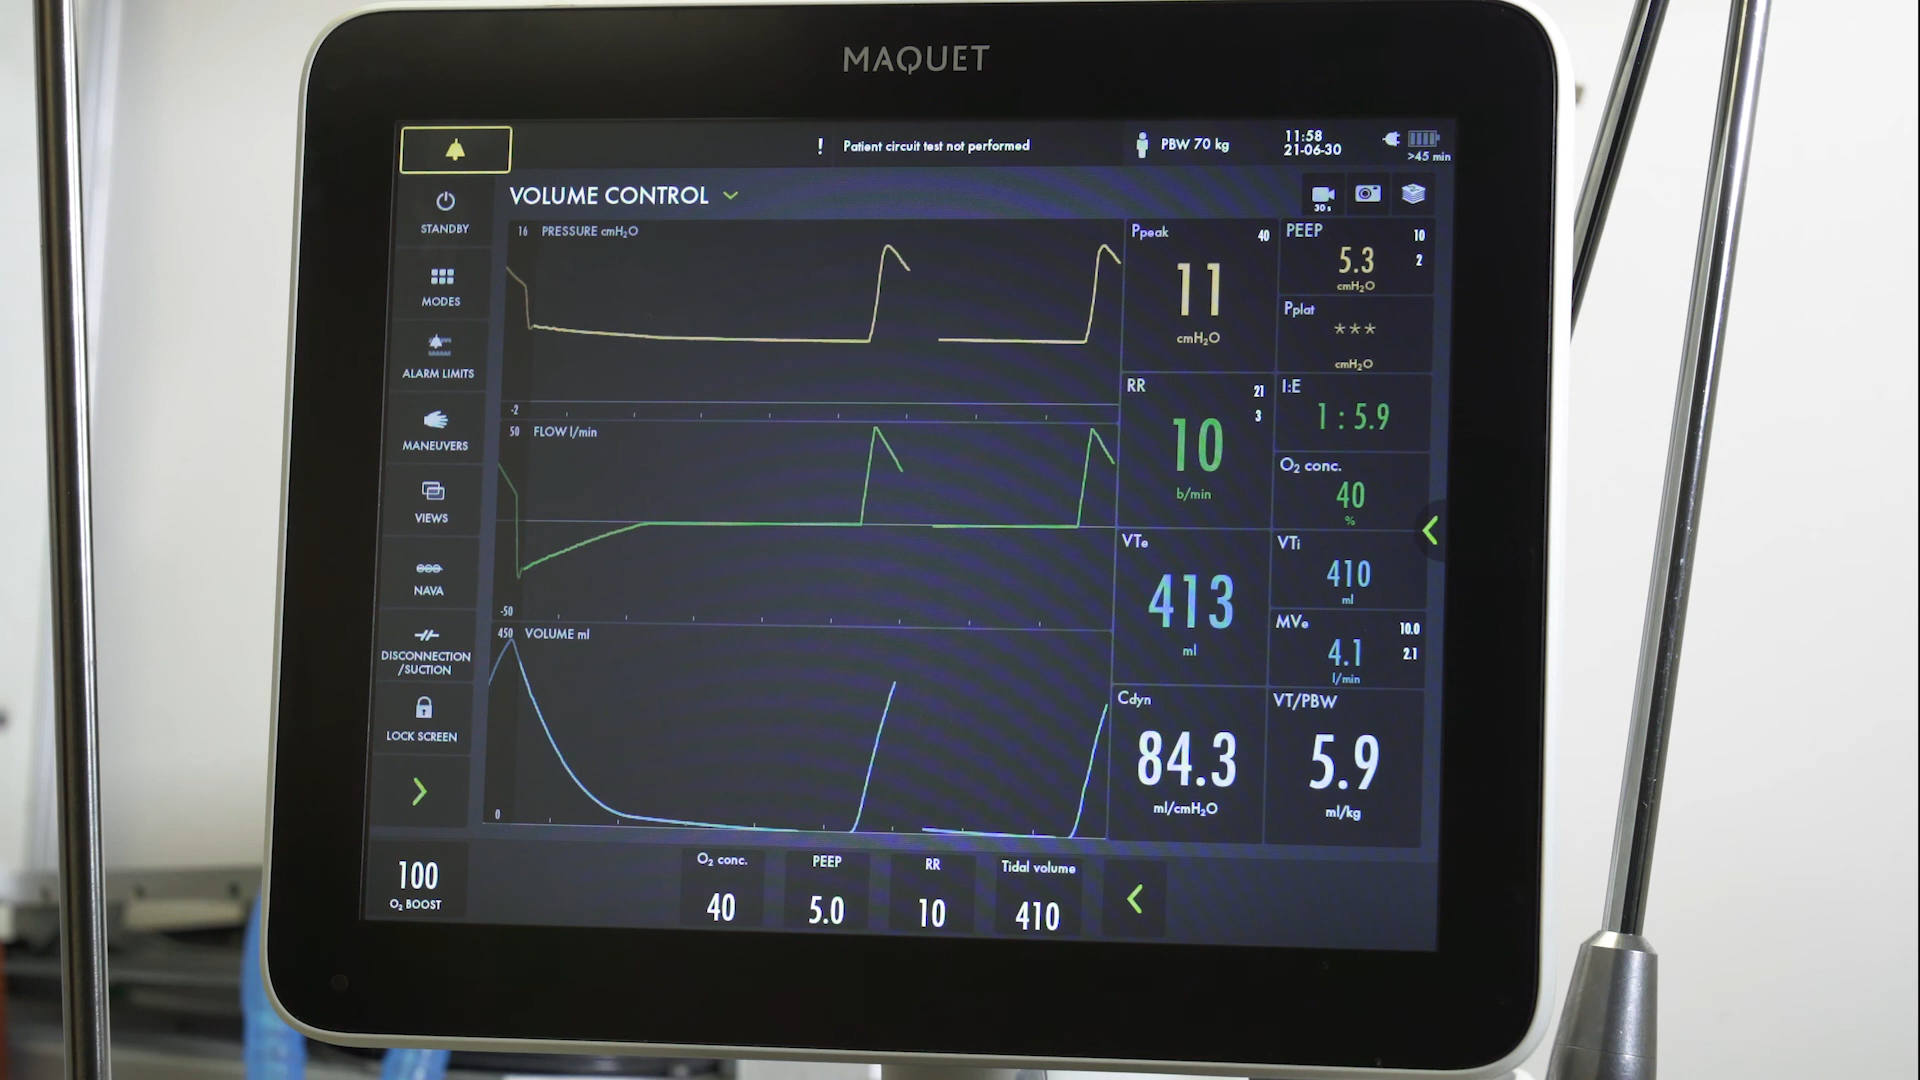 MAQUET
! Patient circuit test not performed
PBW 70 kg
11:58
21-06-30
>45 min
STANDBY
MODES
ALARM LIMITS
MANEUVERS
VIEWS
NAVA
DISCONNECTION
/SUCTION
LOCK SCREEN
VOLUME CONTROL
30 s
16 PRESSURE cmH₂O
-2
50 FLOW l/min
-50
450 VOLUME ml
0
Ppeak 40
11
cmH₂O
PEEP 10
5.3 2
cmH₂O
Pplat
***
cmH₂O
RR 21
3
10
b/min
I:E
1 : 5.9
O₂ conc.
40
%
VTe
413
ml
VTi
410
ml
MVe 10.0
4.1 2.1
l/min
Cdyn
84.3
ml/cmH₂O
VT/PBW
5.9
ml/kg
100
O₂ BOOST
O₂ conc.
40
PEEP
5.0
RR
10
Tidal volume
410